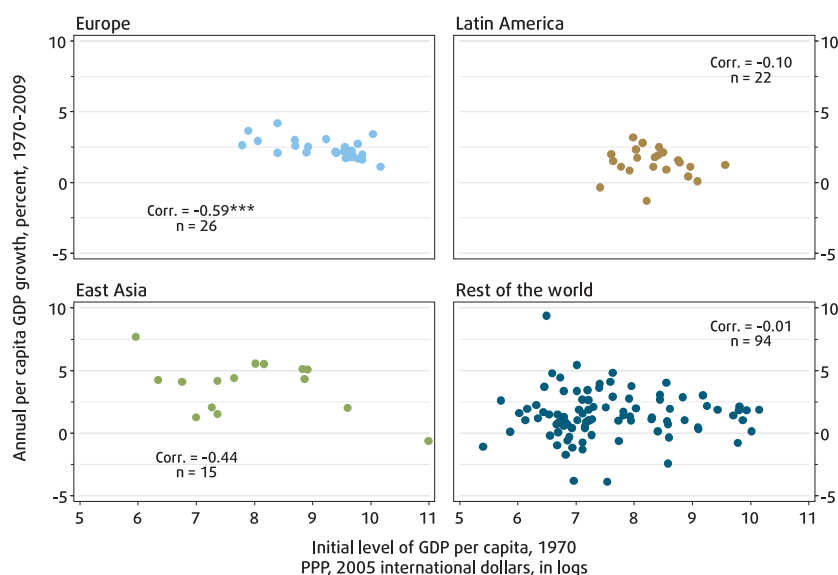 Europe
Latin America
10
5
0
-5
Corr. = -0.59***
n = 26
Corr. = -0.10
n = 22
10
5
0
-5
Annual per capita GDP growth, percent, 1970-2009
East Asia
Rest of the world
10
5
0
-5
Corr. = -0.44
n = 15
Corr. = -0.01
n = 94
10
5
0
-5
5 6 7 8 9 10 11
5 6 7 8 9 10 11
Initial level of GDP per capita, 1970
PPP, 2005 international dollars, in logs